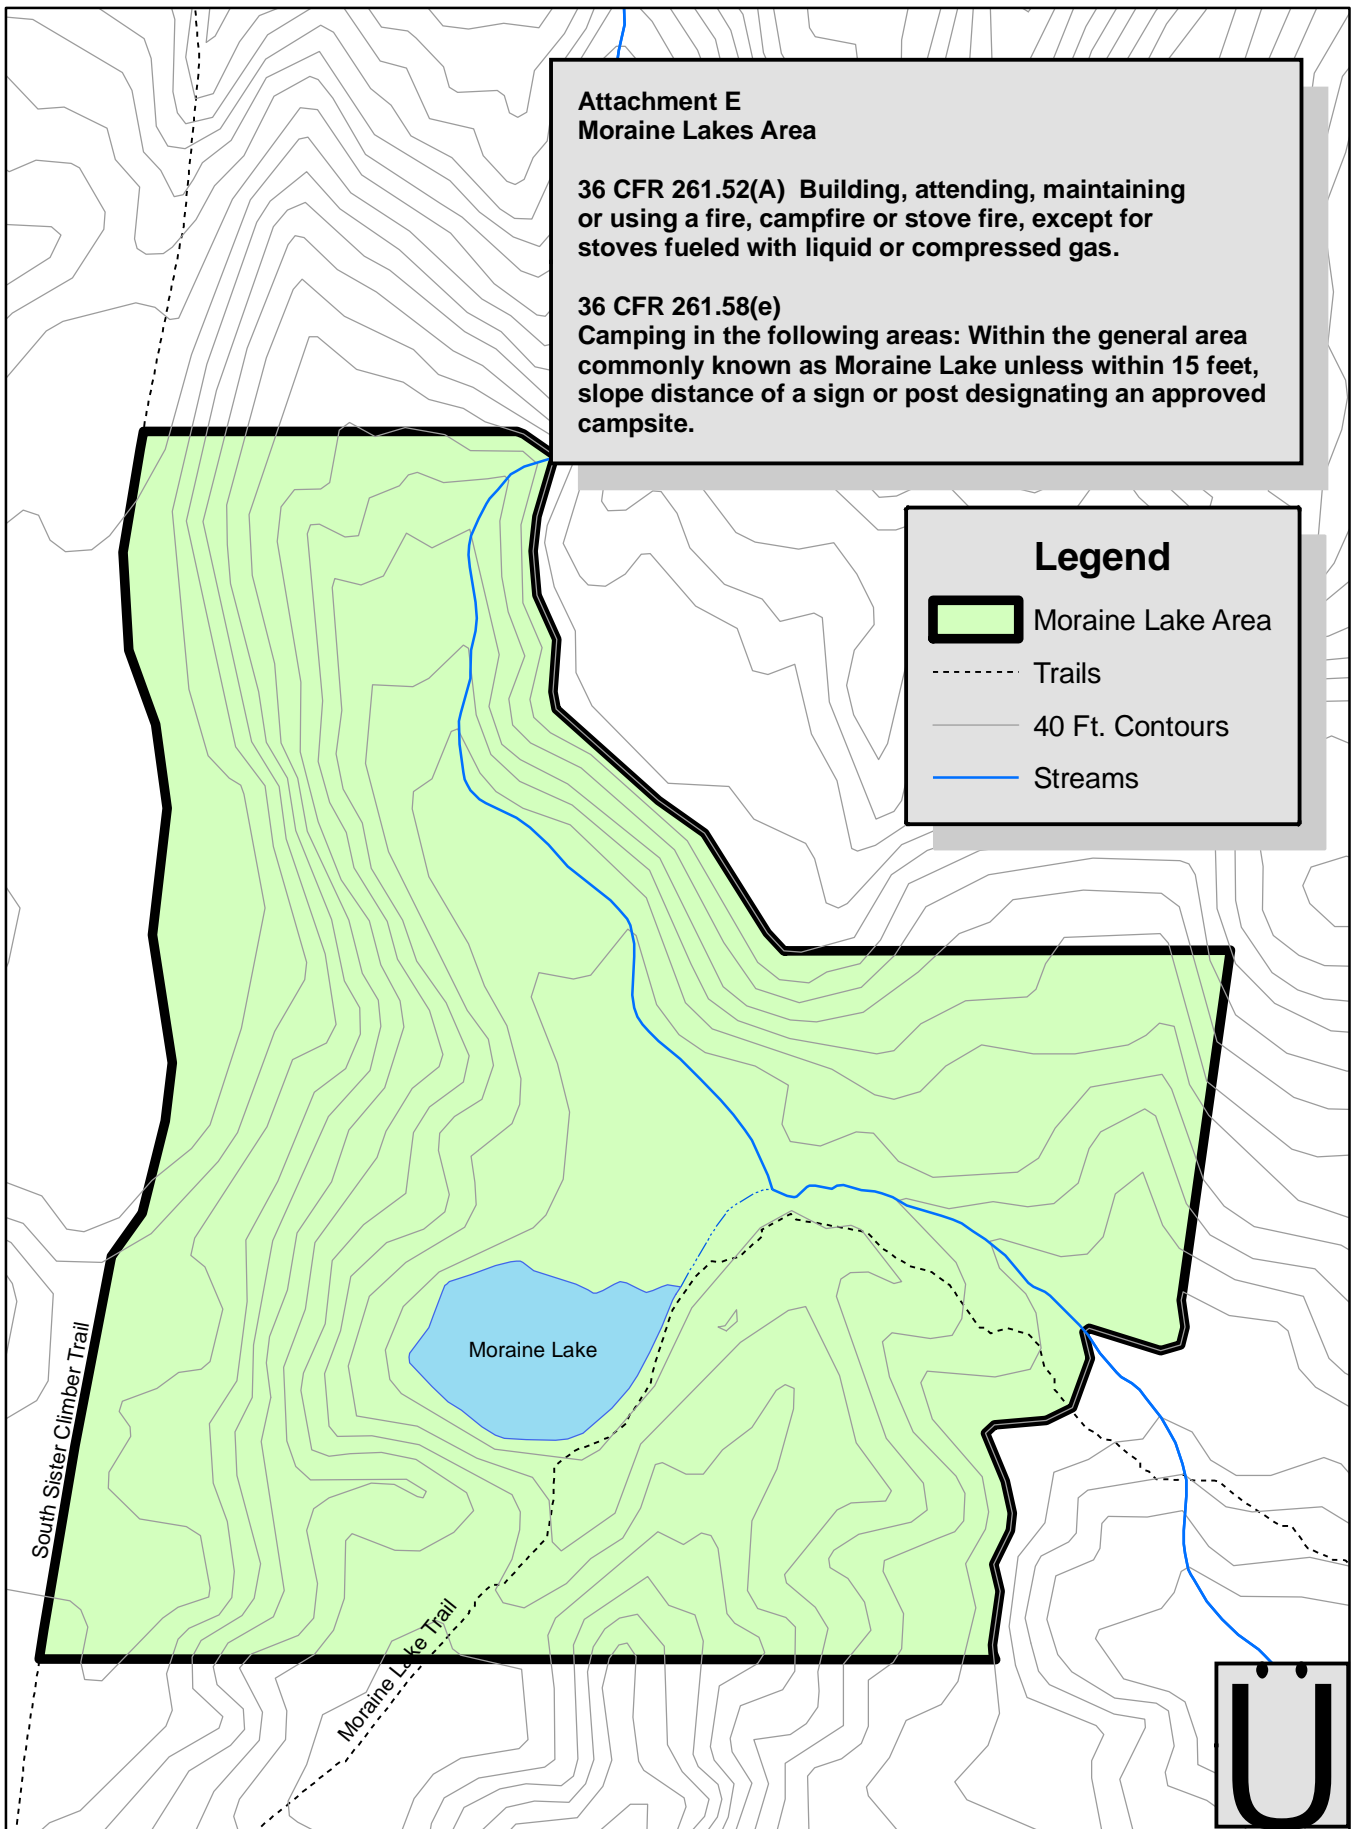 Attachment E
Moraine Lakes Area
36 CFR 261.52(A)  Building, attending, maintaining
or using a fire, campfire or stove fire, except for
stoves fueled with liquid or compressed gas.
36 CFR 261.58(e)
Camping in the following areas: Within the general area
commonly known as Moraine Lake unless within 15 feet,
slope distance of a sign or post designating an approved
campsite.
Legend
Moraine Lake Area
Trails
40 Ft. Contours
Streams
Moraine Lake
South Sister Climber Trail
Moraine Lake Trail
Ü